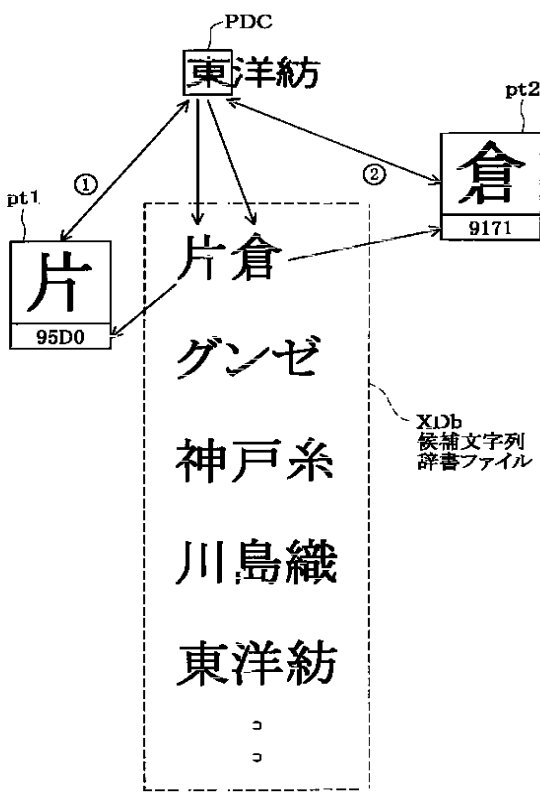 PDC
東洋紡
pt2
①
②
倉
9171
pt1
片
95D0
片倉
グンゼ
XDb
候補文字列
辞書ファイル
神戸糸
川島織
東洋紡